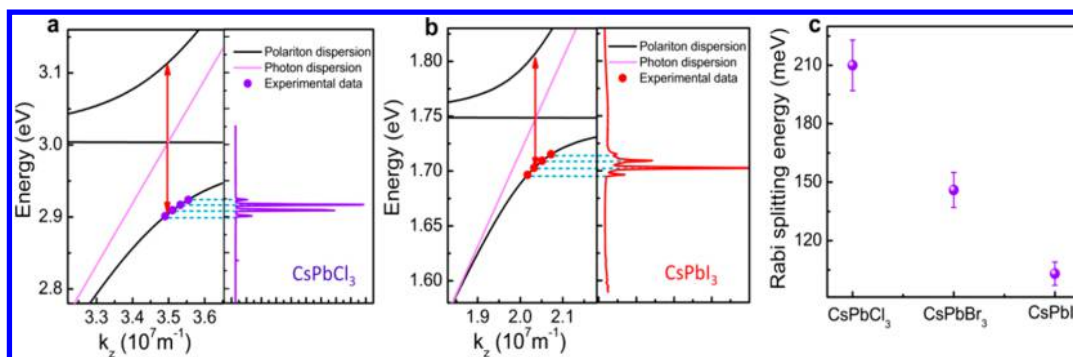 a
Polariton dispersion
Photon dispersion
Experimental data
3.1
3.0
2.9
2.8
Energy (eV)
CsPbCl3
3.3 3.4 3.5 3.6
kz (10^7m^-1)
b
Polariton dispersion
Photon dispersion
Experimental data
1.80
1.75
1.70
1.65
1.60
Energy (eV)
CsPbI3
1.9 2.0 2.1
kz (10^7m^-1)
c
Rabi splitting energy (meV)
210
180
150
120
CsPbCl3 CsPbBr3 CsPbI